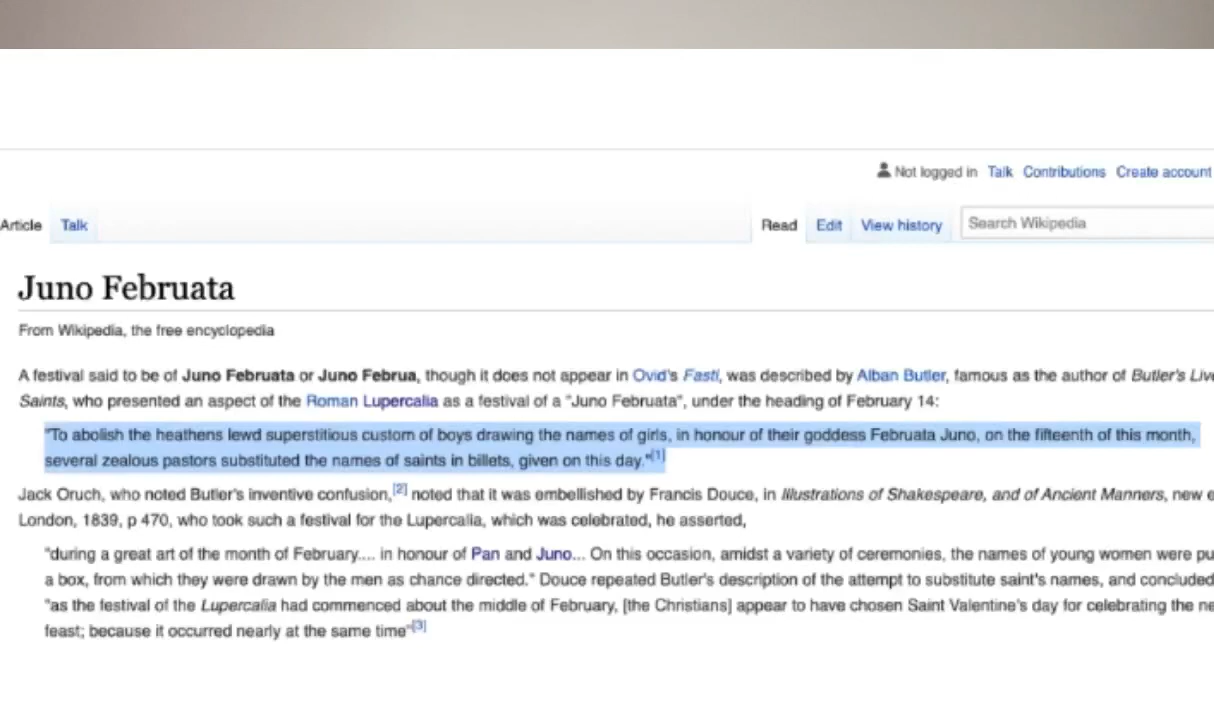 Not logged in Talk Contributions Create account
Article Talk Read Edit View history Search Wikipedia
Juno Februata
From Wikipedia, the free encyclopedia
A festival said to be of Juno Februata or Juno Februa, though it does not appear in Ovid's Fasti, was described by Alban Butler, famous as the author of Butler's
Saints, who presented an aspect of the Roman Lupercalia as a festival of a "Juno Februata", under the heading of February 14:
"To abolish the heathens lewd superstitious custom of boys drawing the names of girls, in honour of their goddess Februata Juno, on the fifteenth of this month,
several zealous pastors substituted the names of saints in billets, given on this day."[1]
Jack Oruch, who noted Butler's inventive confusion,[2] noted that it was embellished by Francis Douce, in Illustrations of Shakespeare, and of Ancient Manners, new
London, 1839, p 470, who took such a festival for the Lupercalia, which was celebrated, he asserted,
"during a great art of the month of February.... in honour of Pan and Juno... On this occasion, amidst a variety of ceremonies, the names of young women were
a box, from which they were drawn by the men as chance directed." Douce repeated Butler's description of the attempt to substitute saint's names, and concluded
"as the festival of the Lupercalia had commenced about the middle of February, [the Christians] appear to have chosen Saint Valentine's day for celebrating the
feast; because it occurred nearly at the same time"[3]